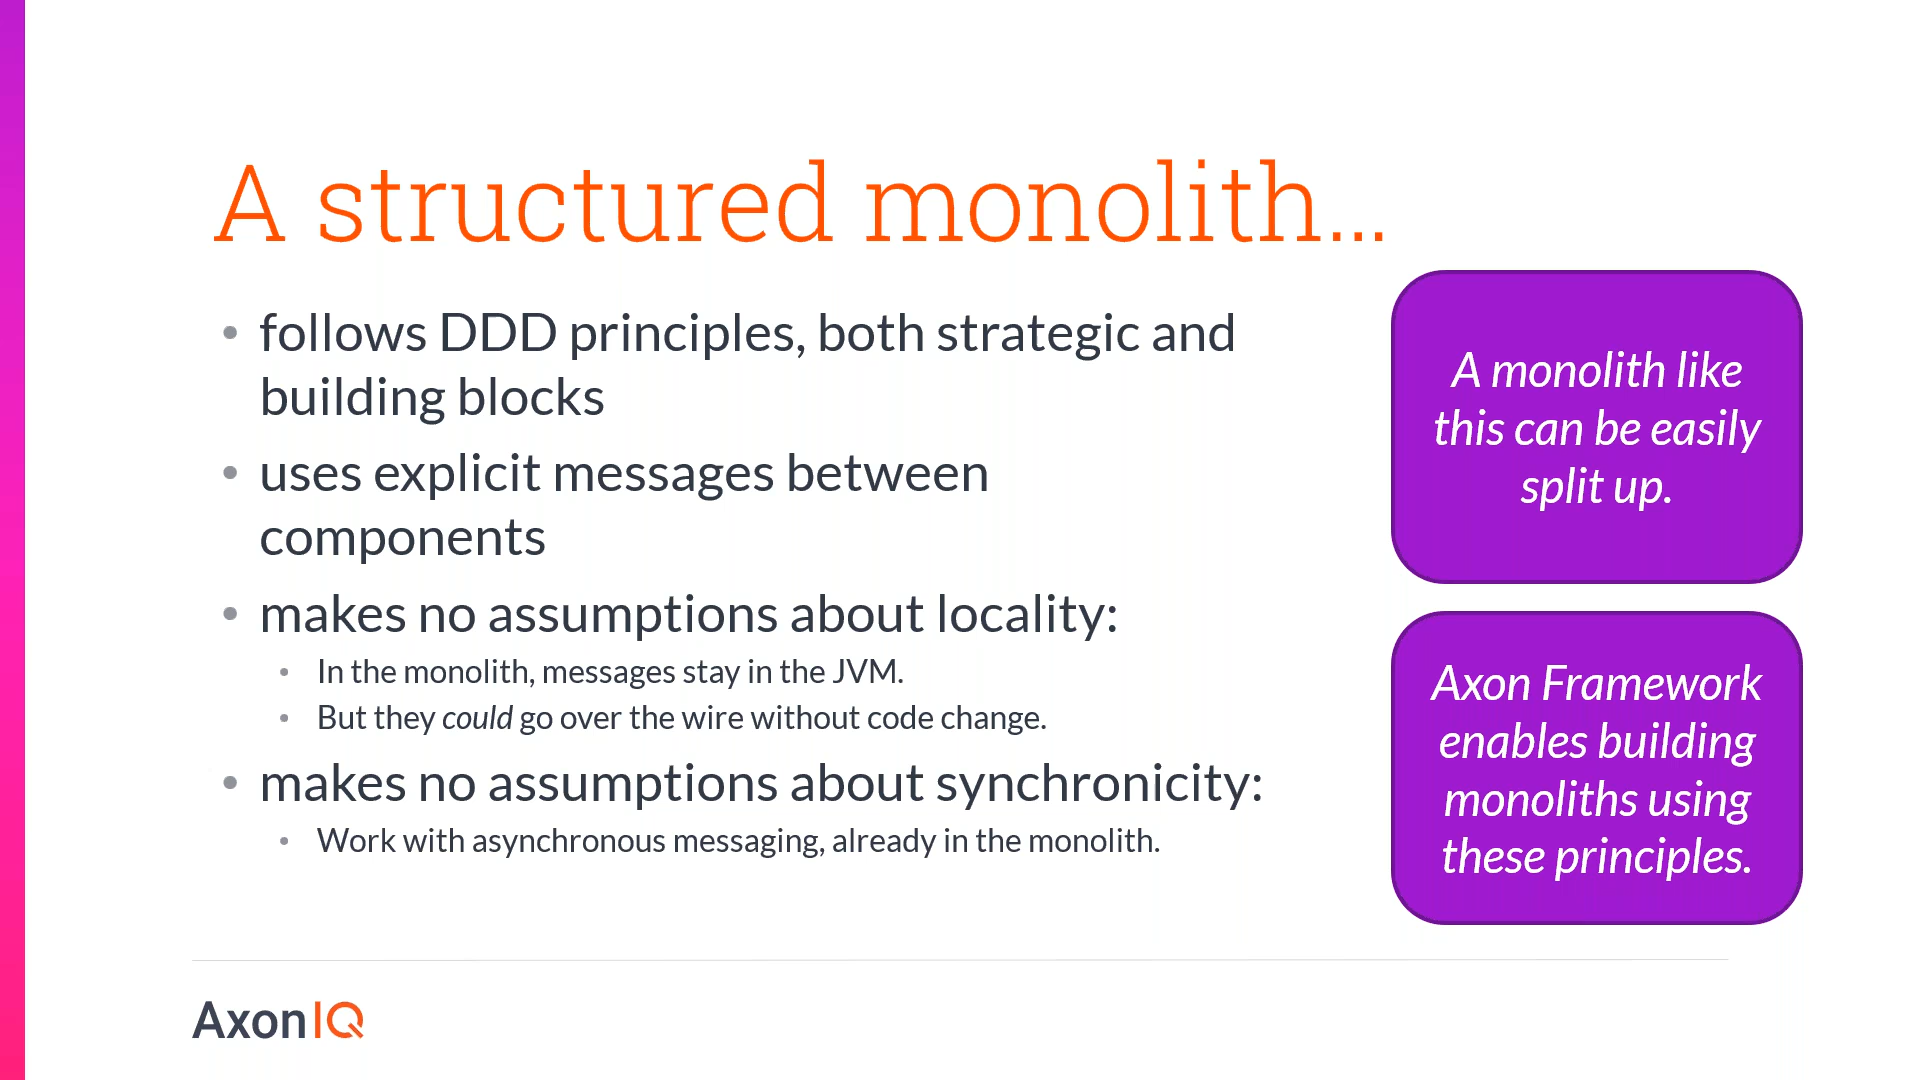 A structured monolith...
• follows DDD principles, both strategic and
building blocks
• uses explicit messages between
components
• makes no assumptions about locality:
• In the monolith, messages stay in the JVM.
• But they could go over the wire without code change.
• makes no assumptions about synchronicity:
• Work with asynchronous messaging, already in the monolith.
A monolith like
this can be easily
split up.
Axon Framework
enables building
monoliths using
these principles.
AxonIQ